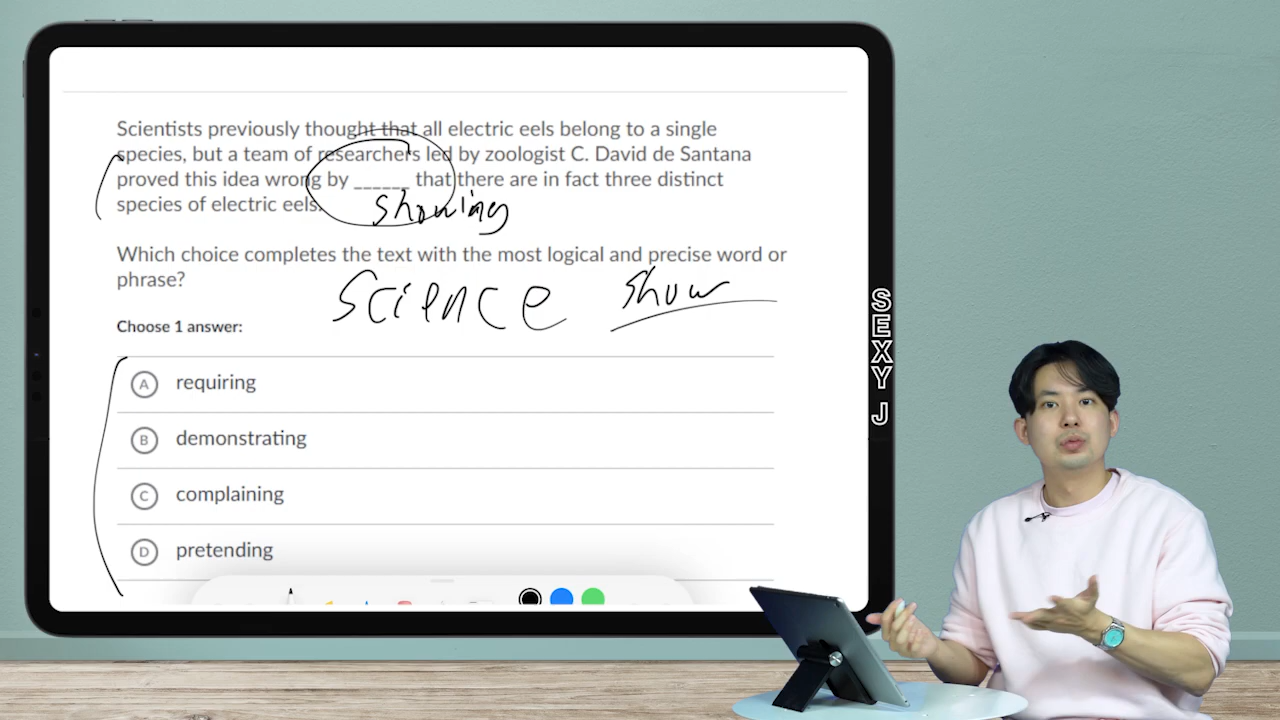 Scientists previously thought that all electric eels belong to a single
species, but a team of researchers led by zoologist C. David de Santana
proved this idea wrong by ______ that there are in fact three distinct
species of electric eels.
showing
Which choice completes the text with the most logical and precise word or
phrase?
SCIENCE show
Choose 1 answer:
A requiring
B demonstrating
C complaining
D pretending
SEXY J